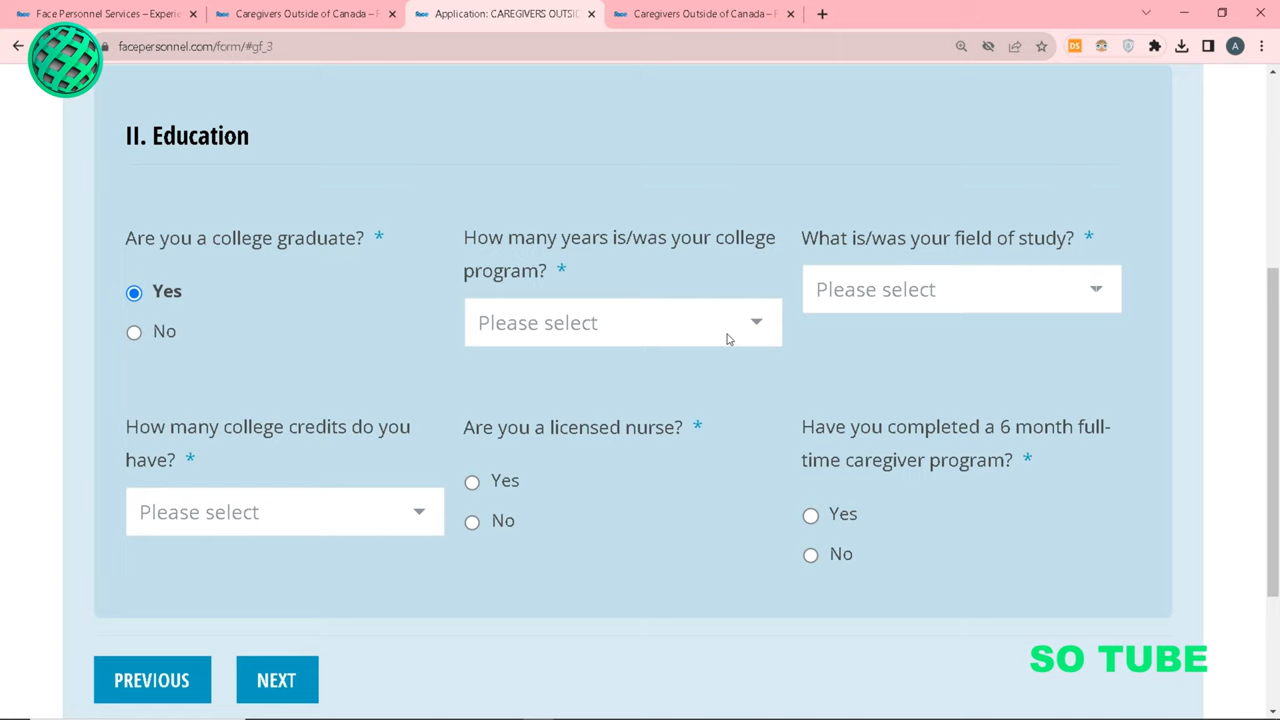 Face Personnel Services – Experie
Caregivers Outside of Canada – F
Application: CAREGIVERS OUTSID
Caregivers Outside of Canada – F
facepersonnel.com/form/#gf_3
DS
A
II. Education
Are you a college graduate? *
Yes
No
How many years is/was your college
program? *
Please select
What is/was your field of study? *
Please select
How many college credits do you
have? *
Please select
Are you a licensed nurse? *
Yes
No
Have you completed a 6 month full-
time caregiver program? *
Yes
No
PREVIOUS
NEXT
SO TUBE